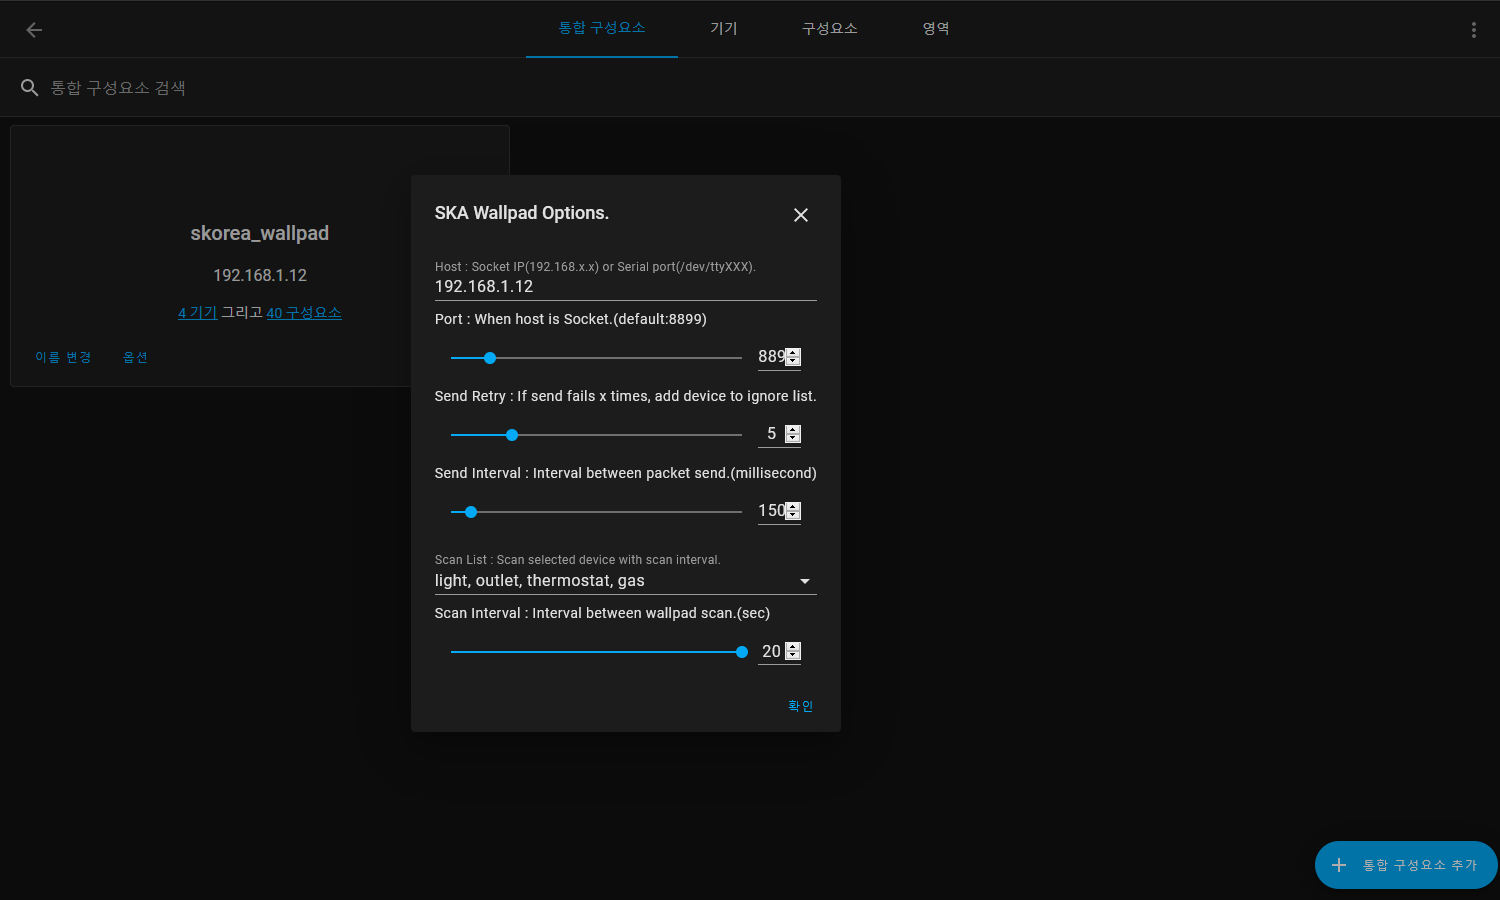 통합 구성요소 기기 구성요소 영역
통합 구성요소 검색
skorea_wallpad
192.168.1.12
4 기기 그리고 40 구성요소
이름 변경 옵션
SKA Wallpad Options.
Host : Socket IP(192.168.x.x) or Serial port(/dev/ttyXXX).
192.168.1.12
Port : When host is Socket.(default:8899)
889
Send Retry : If send fails x times, add device to ignore list.
5
Send Interval : Interval between packet send.(millisecond)
150
Scan List : Scan selected device with scan interval.
light, outlet, thermostat, gas
Scan Interval : Interval between wallpad scan.(sec)
20
확인
통합 구성요소 추가